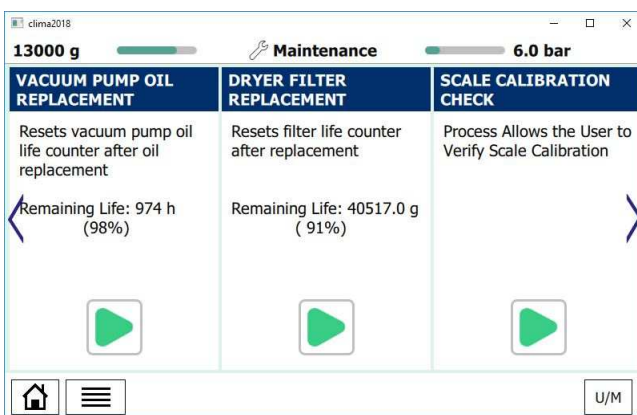 clima2018
13000 g
Maintenance
6.0 bar
VACUUM PUMP OIL
REPLACEMENT
Resets vacuum pump oil
life counter after oil
replacement
Remaining Life: 974 h
(98%)
DRYER FILTER
REPLACEMENT
Resets filter life counter
after replacement
Remaining Life: 40517.0 g
( 91%)
SCALE CALIBRATION
CHECK
Process Allows the User to
Verify Scale Calibration
U/M